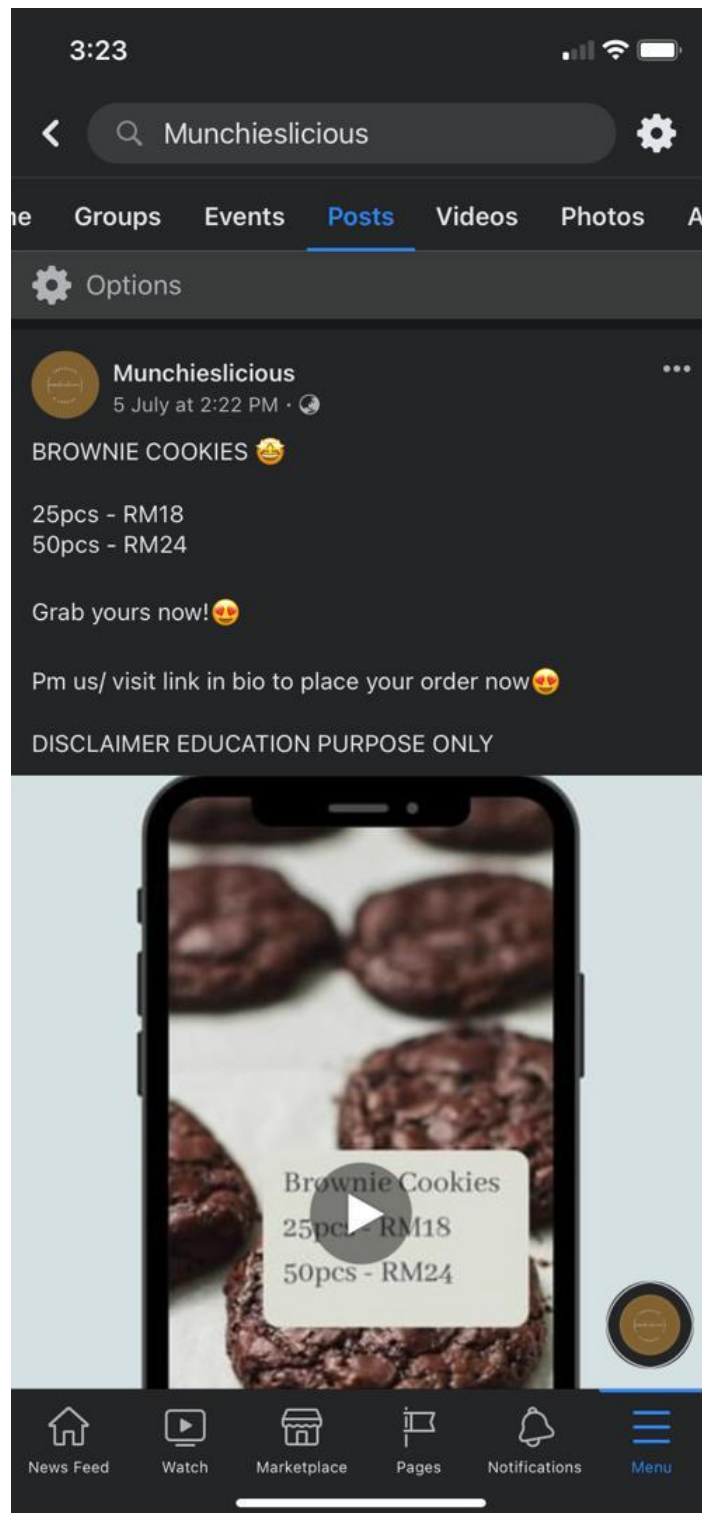 3:23
Munchieslicious
Groups Events Posts Videos Photos
Options
Munchieslicious
5 July at 2:22 PM ·
BROWNIE COOKIES 🤩
25pcs - RM18
50pcs - RM24
Grab yours now!😍
Pm us/ visit link in bio to place your order now😍
DISCLAIMER EDUCATION PURPOSE ONLY
Brownie Cookies
25pcs - RM18
50pcs - RM24
News Feed Watch Marketplace Pages Notifications Menu